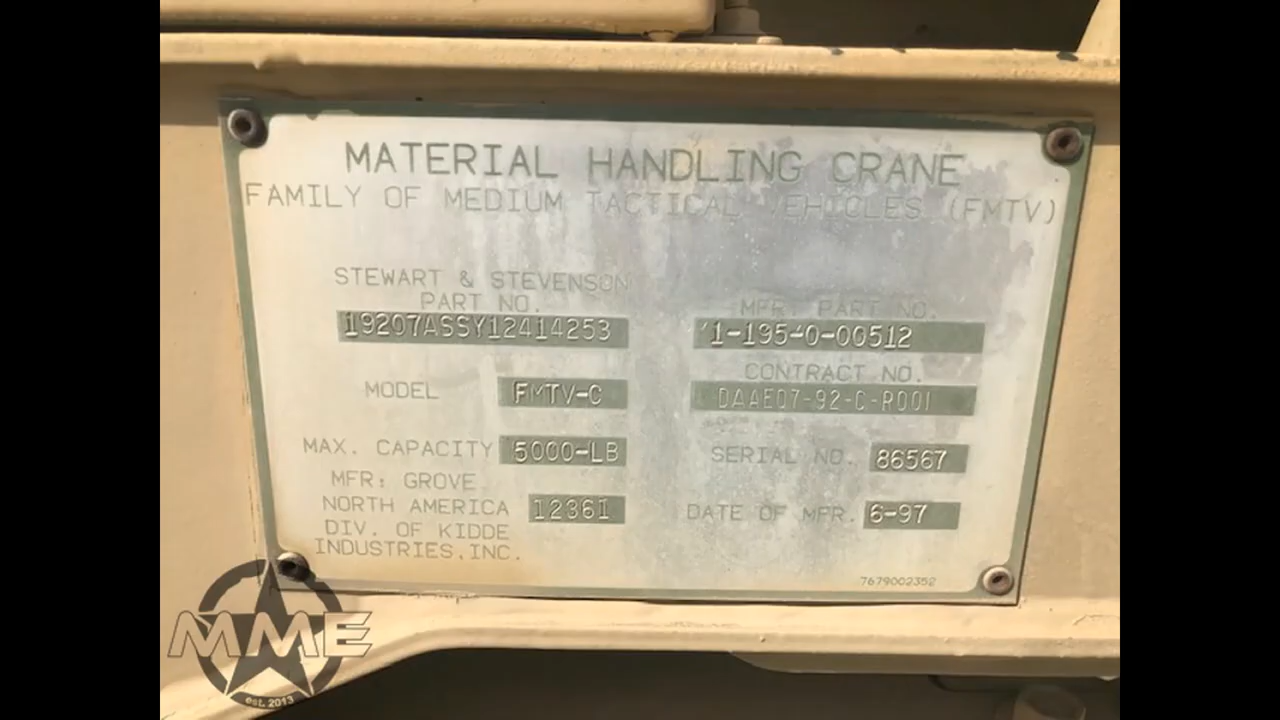 MATERIAL HANDLING CRANE
FAMILY OF MEDIUM TACTICAL VEHICLES (FMTV)
STEWART & STEVENSON
PART NO.
19207ASSY12414253
MFR: PART NO.
1-195-0-00512
CONTRACT NO.
DAAE07-92-C-R001
MODEL FMTV-C
MAX. CAPACITY 5000-LB
SERIAL NO. 86567
MFR: GROVE
NORTH AMERICA 12361
DIV. OF KIDDE
INDUSTRIES, INC.
DATE OF MFR. 6-97
7679002352
MME
est. 2013